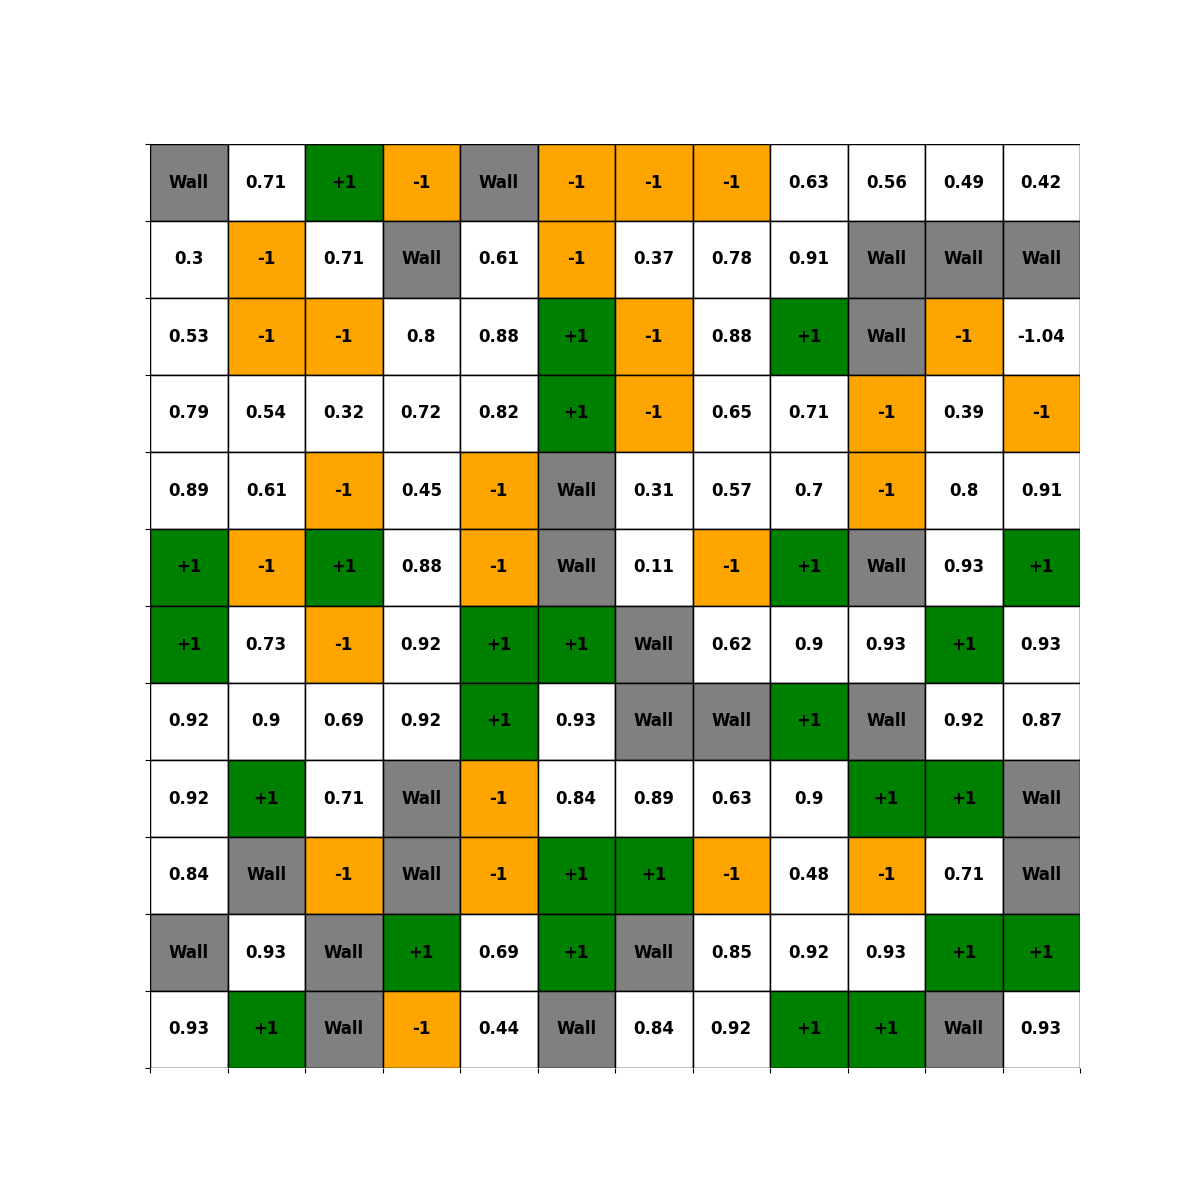 Wall 0.71 +1 -1 Wall -1 -1 -1 0.63 0.56 0.49 0.42
0.3 -1 0.71 Wall 0.61 -1 0.37 0.78 0.91 Wall Wall Wall
0.53 -1 -1 0.8 0.88 +1 -1 0.88 +1 Wall -1 -1.04
0.79 0.54 0.32 0.72 0.82 +1 -1 0.65 0.71 -1 0.39 -1
0.89 0.61 -1 0.45 -1 Wall 0.31 0.57 0.7 -1 0.8 0.91
+1 -1 +1 0.88 -1 Wall 0.11 -1 +1 Wall 0.93 +1
+1 0.73 -1 0.92 +1 +1 Wall 0.62 0.9 0.93 +1 0.93
0.92 0.9 0.69 0.92 +1 0.93 Wall Wall +1 Wall 0.92 0.87
0.92 +1 0.71 Wall -1 0.84 0.89 0.63 0.9 +1 +1 Wall
0.84 Wall -1 Wall -1 +1 +1 -1 0.48 -1 0.71 Wall
Wall 0.93 Wall +1 0.69 +1 Wall 0.85 0.92 0.93 +1 +1
0.93 +1 Wall -1 0.44 Wall 0.84 0.92 +1 +1 Wall 0.93